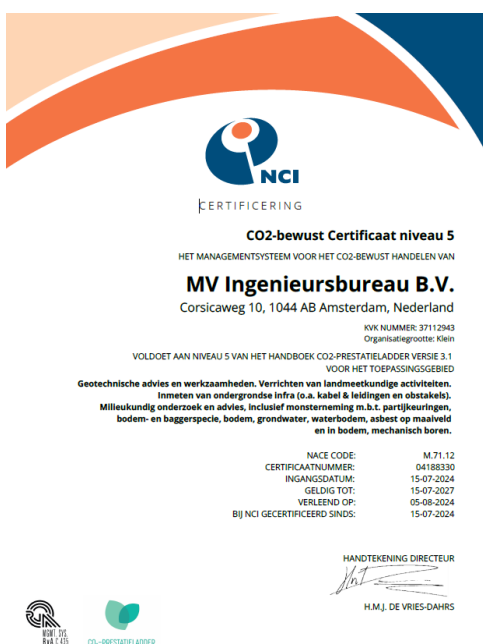 NCI
CERTIFICERING
CO2-bewust Certificaat niveau 5
HET MANAGEMENTSYSTEEM VOOR HET CO2-BEWUST HANDELEN VAN
MV Ingenieursbureau B.V.
Corsicaweg 10, 1044 AB Amsterdam, Nederland
KVK NUMMER: 37112943
Organisatiegrootte: Klein
VOLDOET AAN NIVEAU 5 VAN HET HANDBOEK CO2-PRESTATIELADDER VERSIE 3.1
VOOR HET TOEPASSINGSGEBIED
Geotechnische advies en werkzaamheden. Verrichten van landmeetkundige activiteiten.
Inmeten van ondergrondse infra (o.a. kabel & leidingen en obstakels).
Milieukundig onderzoek en advies, inclusief monsterneming m.b.t. partijkeuringen,
bodem- en baggerspecie, bodem, grondwater, waterbodem, asbest op maaiveld
en in bodem, mechanisch boren.
NACE CODE: M.71.12
CERTIFICAATNUMMER: 04188330
INGANGSDATUM: 15-07-2024
GELDIG TOT: 15-07-2027
VERLEEND OP: 05-08-2024
BIJ NCI GECERTIFICEERD SINDS: 15-07-2024
HANDTEKENING DIRECTEUR
H.M.J. DE VRIES-DAHRS
MGMT. SYS.
RvA C 475
CO₂-PRESTATIELADDER